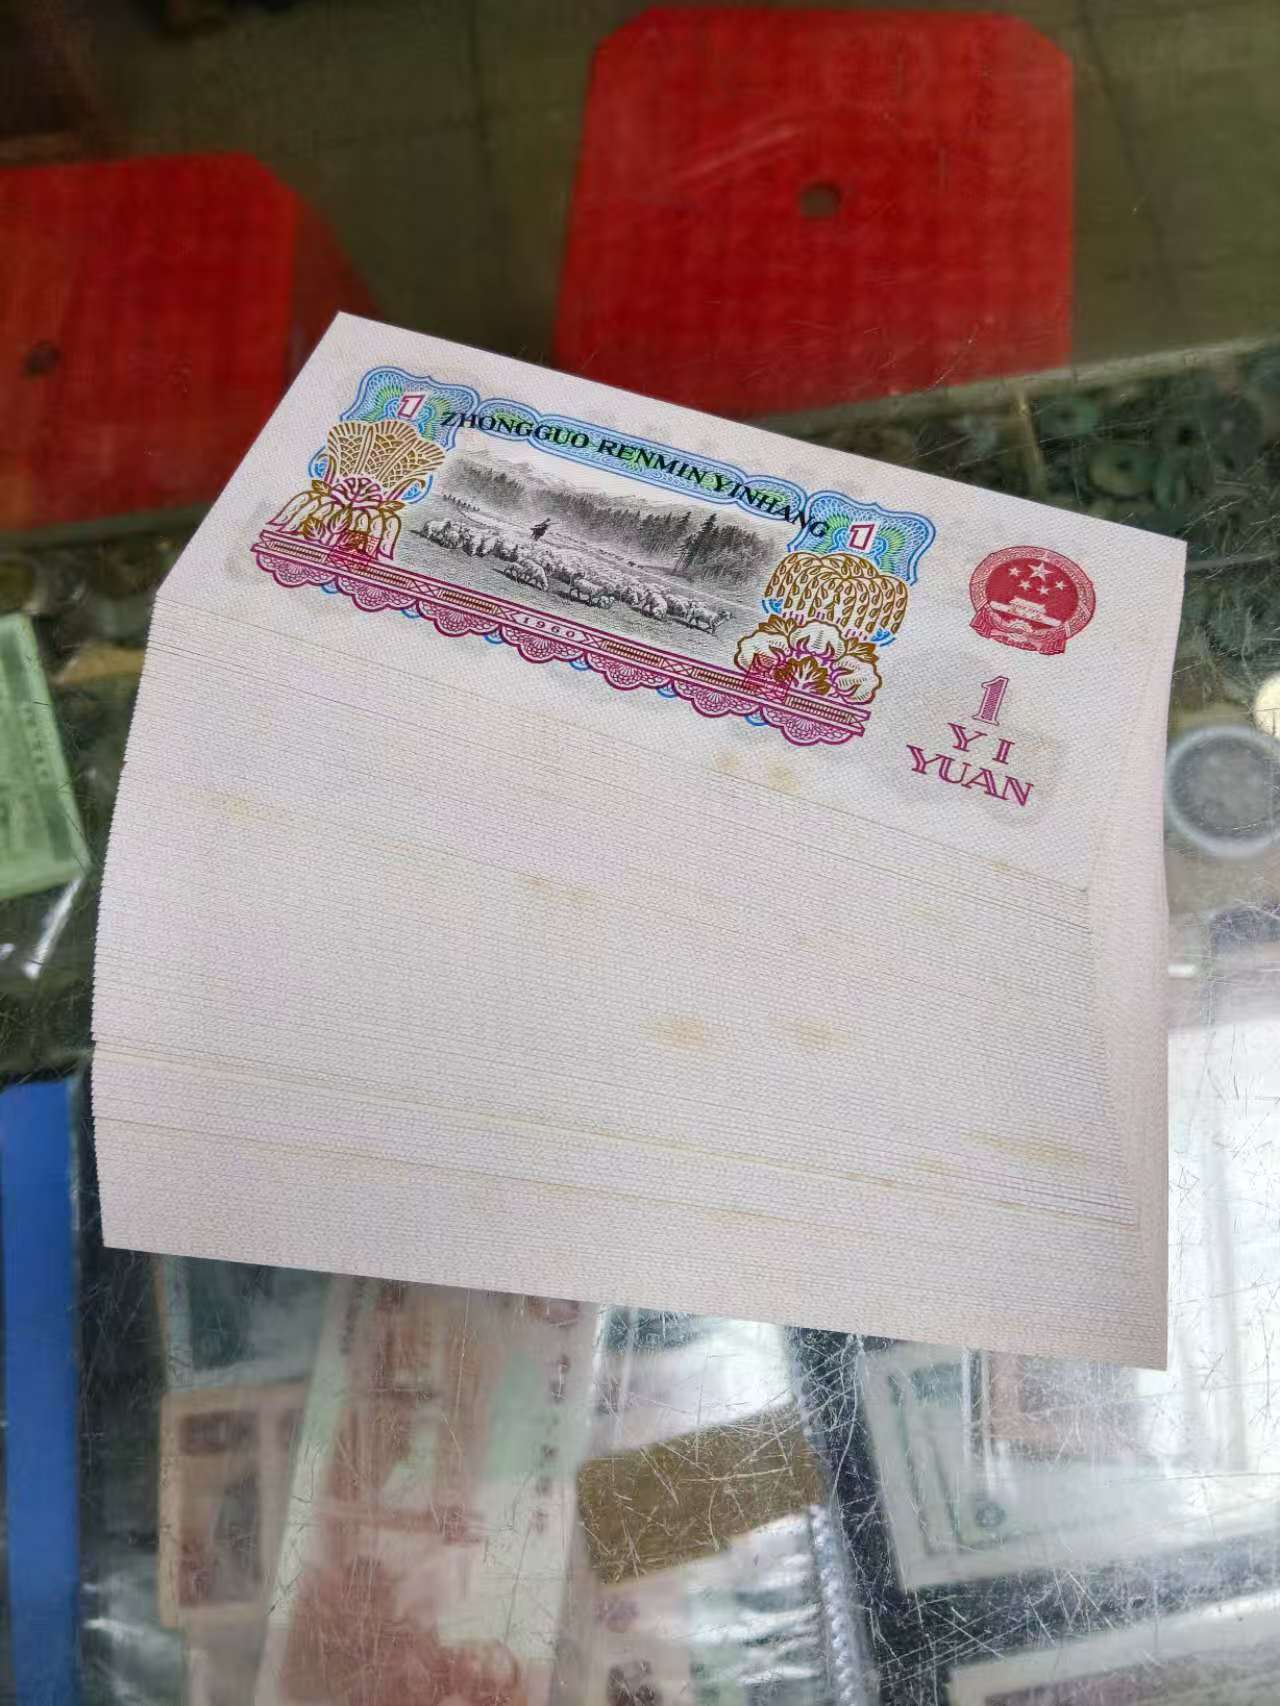 1 ZHONGGUO RENMIN YINHANG 1
1960
1
YI
YUAN